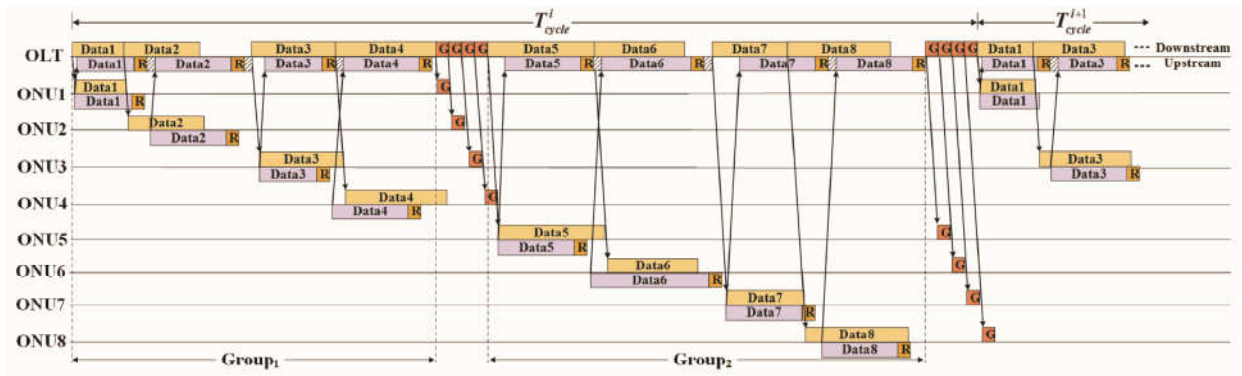 T^i_cycle T^i+1_cycle
Data1 Data2 Data3 Data4 G G G G Data5 Data6 Data7 Data8 G G G G Data1 Data3 Downstream
OLT Data1 R Data2 R Data3 R Data4 R Data5 R Data6 R Data7 R Data8 R Data1 R Data3 R Upstream
Data1 G Data1
ONU1 Data1 R Data1
Data2 G
ONU2 Data2 R
Data3 G Data3
ONU3 Data3 R Data3 R
Data4 G
ONU4 Data4 R
Data5 G
ONU5 Data5 R
Data6 G
ONU6 Data6 R
Data7 G
ONU7 Data7 R
Data8 G
ONU8 Data8 R
Group1 Group2